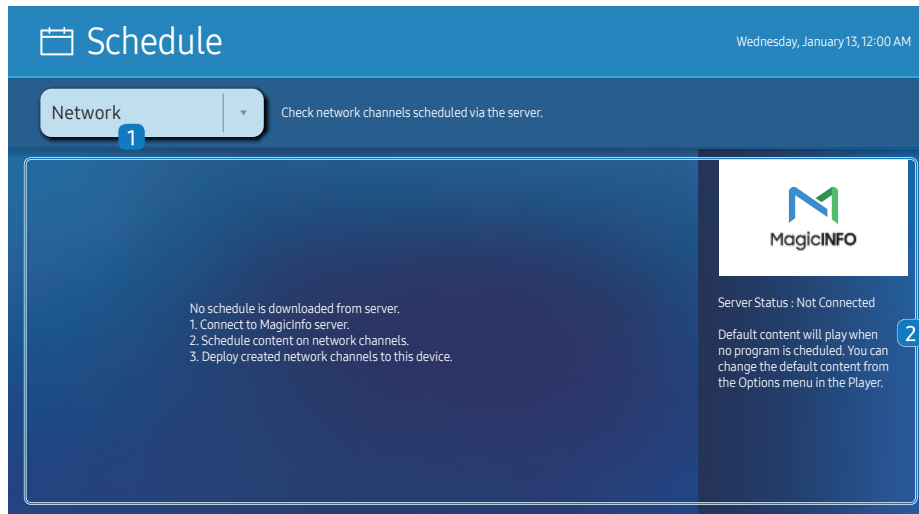 Schedule
Wednesday, January 13, 12:00 AM
Network
1
Check network channels scheduled via the server.
MagicINFO
No schedule is downloaded from server.
1. Connect to MagicInfo server.
2. Schedule content on network channels.
3. Deploy created network channels to this device.
Server Status : Not Connected
Default content will play when
no program is cheduled. You can
change the default content from
the Options menu in the Player.
2